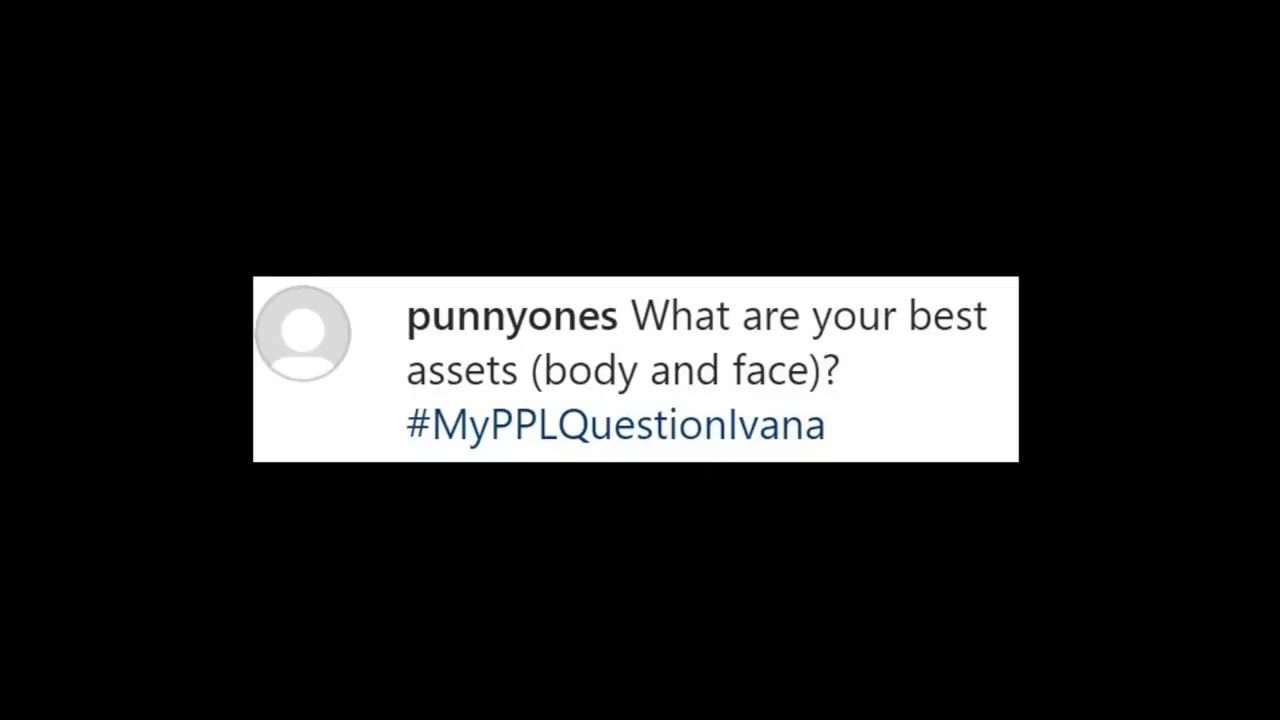 punnyones What are your best
assets (body and face)?
#MyPPLQuestionIvana